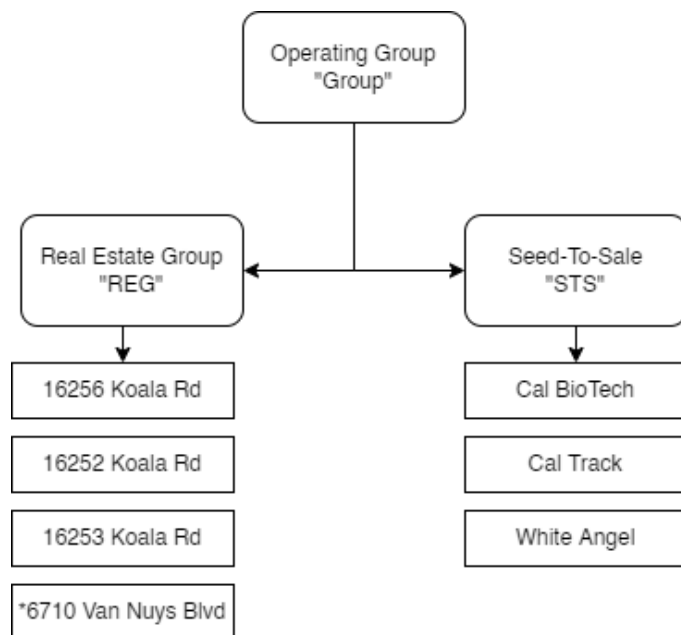 Operating Group
"Group"
Real Estate Group
"REG"
Seed-To-Sale
"STS"
16256 Koala Rd
16252 Koala Rd
16253 Koala Rd
*6710 Van Nuys Blvd
Cal BioTech
Cal Track
White Angel